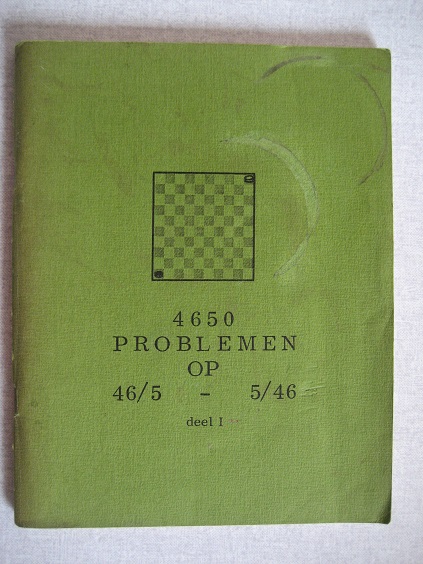 4650
PROBLEMEN
OP
46/5 - 5/46
deel I